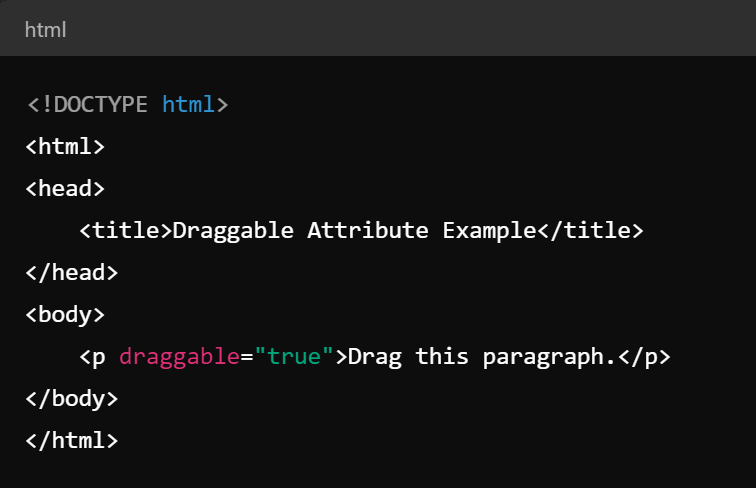 html
<!DOCTYPE html>
<html>
<head>
    <title>Draggable Attribute Example</title>
</head>
<body>
    <p draggable="true">Drag this paragraph.</p>
</body>
</html>